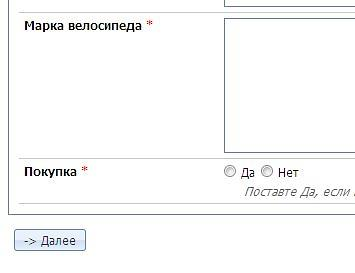 Марка велосипеда *
Покупка *
Да Нет
Поставте Да, если
-> Далее